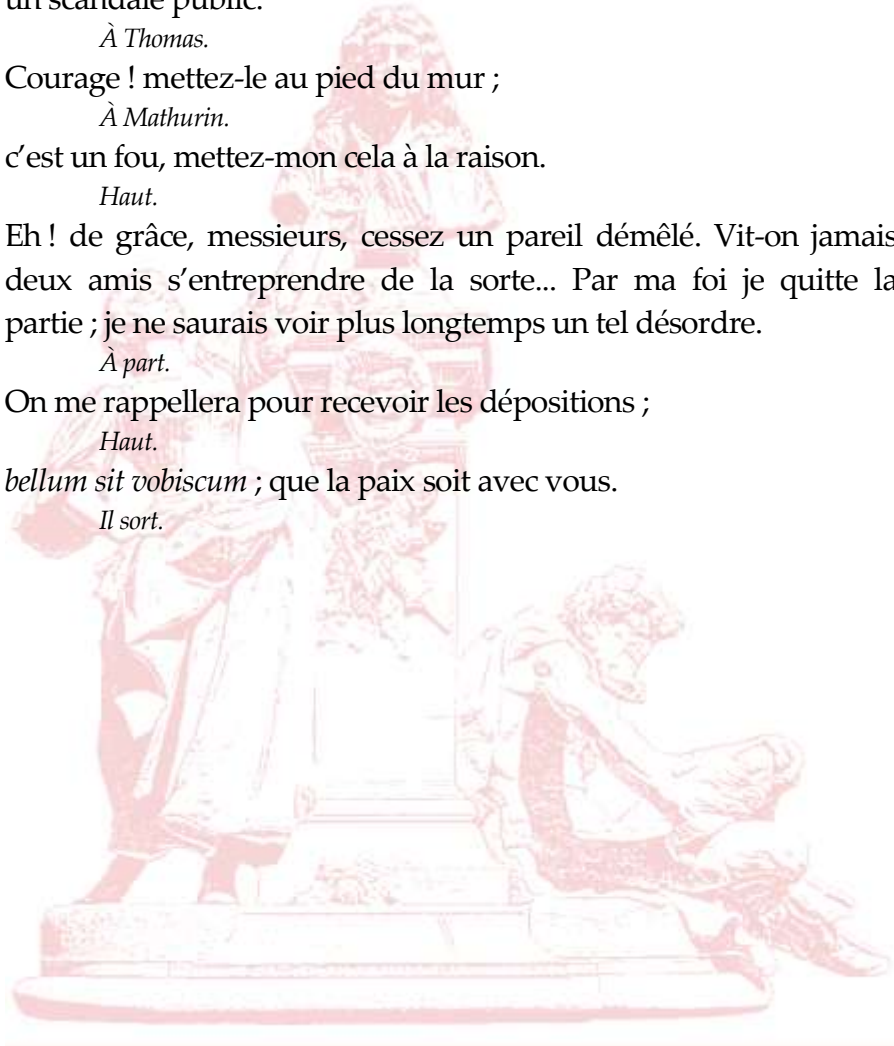 un scandale public.
À Thomas.
Courage ! mettez-le au pied du mur ;
À Mathurin.
c’est un fou, mettez-mon cela à la raison.
Haut.
Eh ! de grâce, messieurs, cessez un pareil démêlé. Vit-on jamais
deux amis s’entreprendre de la sorte... Par ma foi je quitte la
partie ; je ne saurais voir plus longtemps un tel désordre.
À part.
On me rappellera pour recevoir les dépositions ;
Haut.
bellum sit vobiscum ; que la paix soit avec vous.
Il sort.